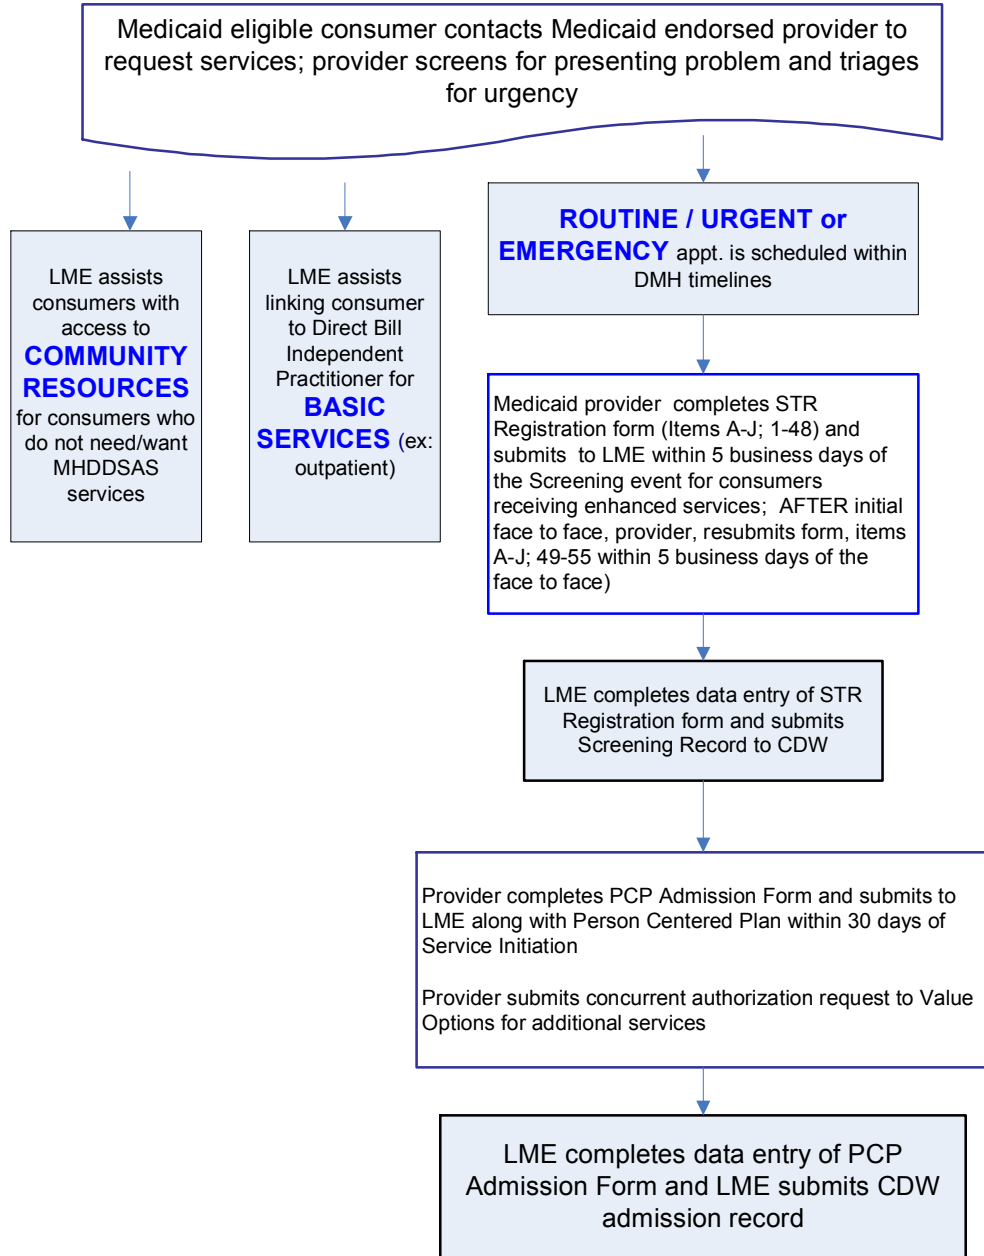 Medicaid eligible consumer contacts Medicaid endorsed provider to
request services; provider screens for presenting problem and triages
for urgency
LME assists
consumers with
access to
COMMUNITY
RESOURCES
for consumers who
do not need/want
MHDDSAS
services
LME assists
linking consumer
to Direct Bill
Independent
Practitioner for
BASIC
SERVICES (ex:
outpatient)
ROUTINE / URGENT or
EMERGENCY appt. is scheduled within
DMH timelines
Medicaid provider completes STR
Registration form (Items A-J; 1-48) and
submits to LME within 5 business days of
the Screening event for consumers
receiving enhanced services; AFTER initial
face to face, provider, resubmits form, items
A-J; 49-55 within 5 business days of the
face to face)
LME completes data entry of STR
Registration form and submits
Screening Record to CDW
Provider completes PCP Admission Form and submits to
LME along with Person Centered Plan within 30 days of
Service Initiation
Provider submits concurrent authorization request to Value
Options for additional services
LME completes data entry of PCP
Admission Form and LME submits CDW
admission record